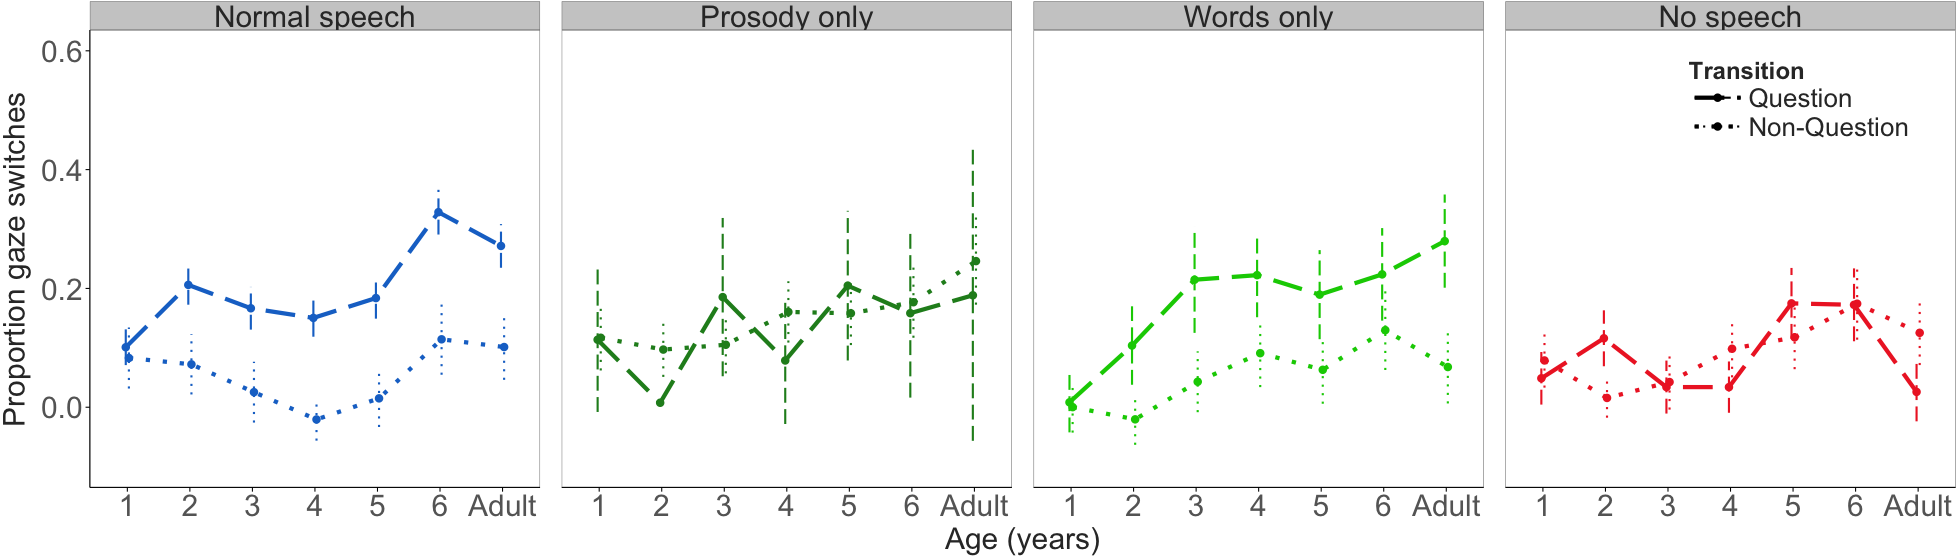 Normal speech
Prosody only
Words only
No speech
Proportion gaze switches
0.6
0.4
0.2
0.0
Transition
Question
Non-Question
1 2 3 4 5 6 Adult
1 2 3 4 5 6 Adult
1 2 3 4 5 6 Adult
1 2 3 4 5 6 Adult
Age (years)